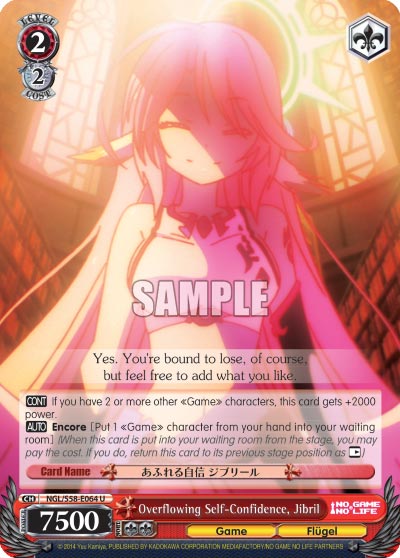 LEVEL
2
2
COST
SAMPLE
Yes. You're bound to lose, of course,
but feel free to add what you like.
CONT If you have 2 or more other «Game» characters, this card gets +2000
power.
AUTO Encore [Put 1 «Game» character from your hand into your waiting
room] (When this card is put into your waiting room from the stage, you may
pay the cost. If you do, return this card to its previous stage position as )
Card Name あふれる自信 ジブリール
CH NGL/S58-E064 U
Overflowing Self-Confidence, Jibril
NO GAME
NO LIFE
POWER 7500
Game Flügel
© 2014 Yuu Kamiya, PUBLISHED BY KADOKAWA CORPORATION MEDIAFACTORY/NO GAME NO LIFE PARTNERS